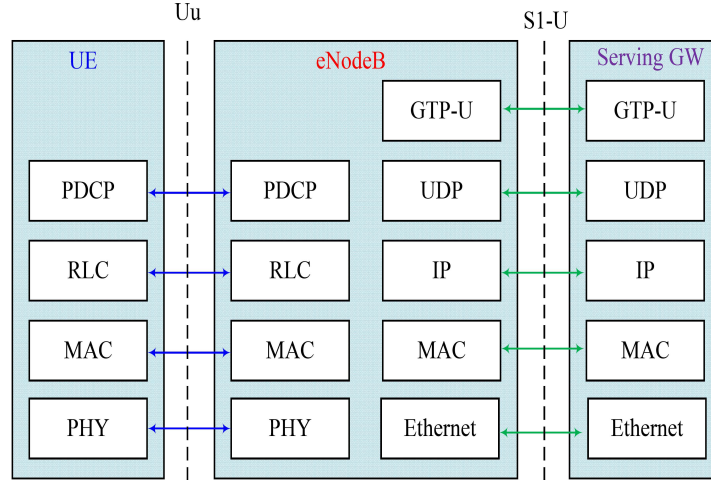 Uu
S1-U
UE
eNodeB
Serving GW
GTP-U
GTP-U
PDCP
PDCP
UDP
UDP
RLC
RLC
IP
IP
MAC
MAC
MAC
MAC
PHY
PHY
Ethernet
Ethernet